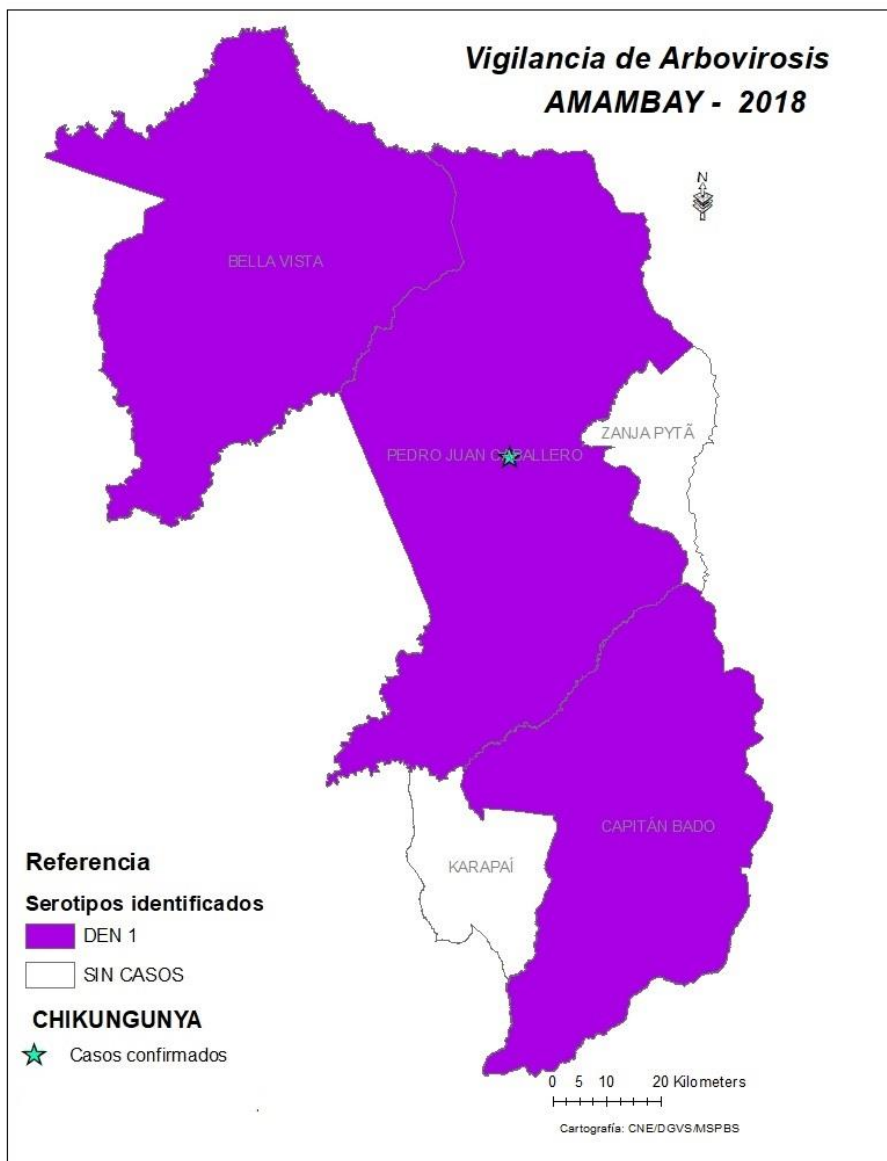 Vigilancia de Arbovirosis
AMAMBAY - 2018
N
BELLA VISTA
ZANJA PYTÃ
PEDRO JUAN CABALLERO
CAPITÁN BADO
KARAPAÍ
Referencia
Serotipos identificados
DEN 1
SIN CASOS
CHIKUNGUNYA
Casos confirmados
0 5 10 20 Kilometers
Cartografía: CNE/DGVS/MSPBS